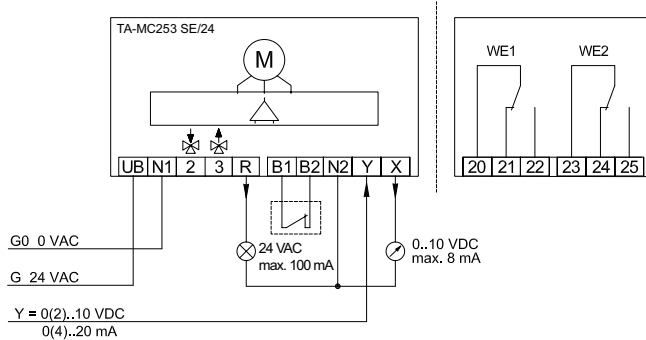 TA-MC253 SE/24
M
WE1 WE2
UB N1 2 3 R B1 B2 N2 Y X
20 21 22 23 24 25
G0 0 VAC
24 VAC
max. 100 mA
0..10 VDC
max. 8 mA
G 24 VAC
Y = 0(2)..10 VDC
0(4)..20 mA